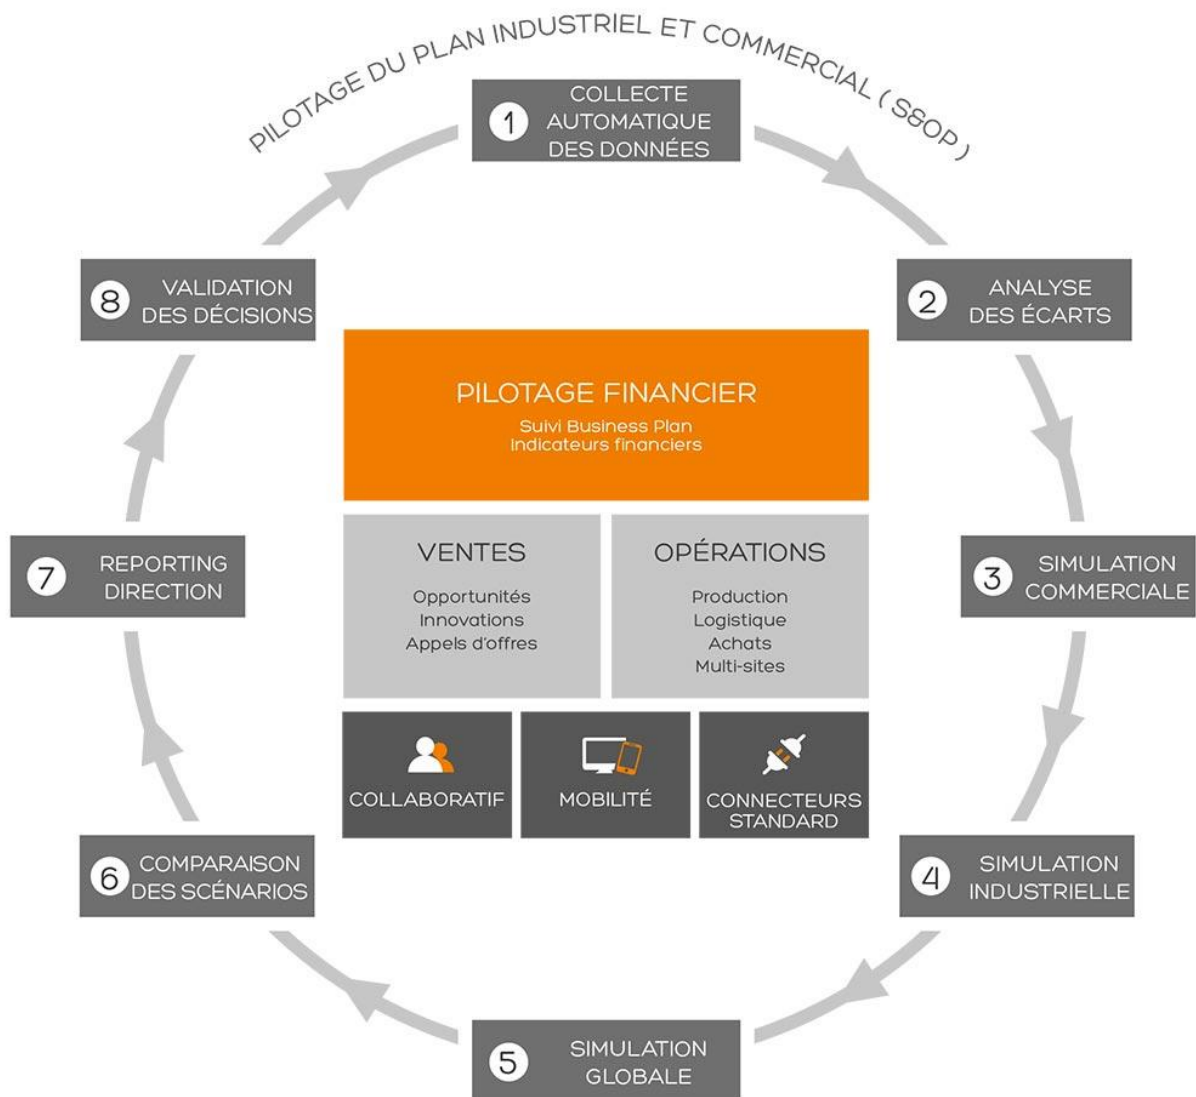 PILOTAGE DU PLAN INDUSTRIEL ET COMMERCIAL ( S&OP )
1
COLLECTE
AUTOMATIQUE
DES DONNÉES
2
ANALYSE
DES ÉCARTS
3
SIMULATION
COMMERCIALE
4
SIMULATION
INDUSTRIELLE
5
SIMULATION
GLOBALE
6
COMPARAISON
DES SCÉNARIOS
7
REPORTING
DIRECTION
8
VALIDATION
DES DÉCISIONS
PILOTAGE FINANCIER
Suivi Business Plan
Indicateurs financiers
VENTES
Opportunités
Innovations
Appels d'offres
OPÉRATIONS
Production
Logistique
Achats
Multi-sites
COLLABORATIF
MOBILITÉ
CONNECTEURS
STANDARD